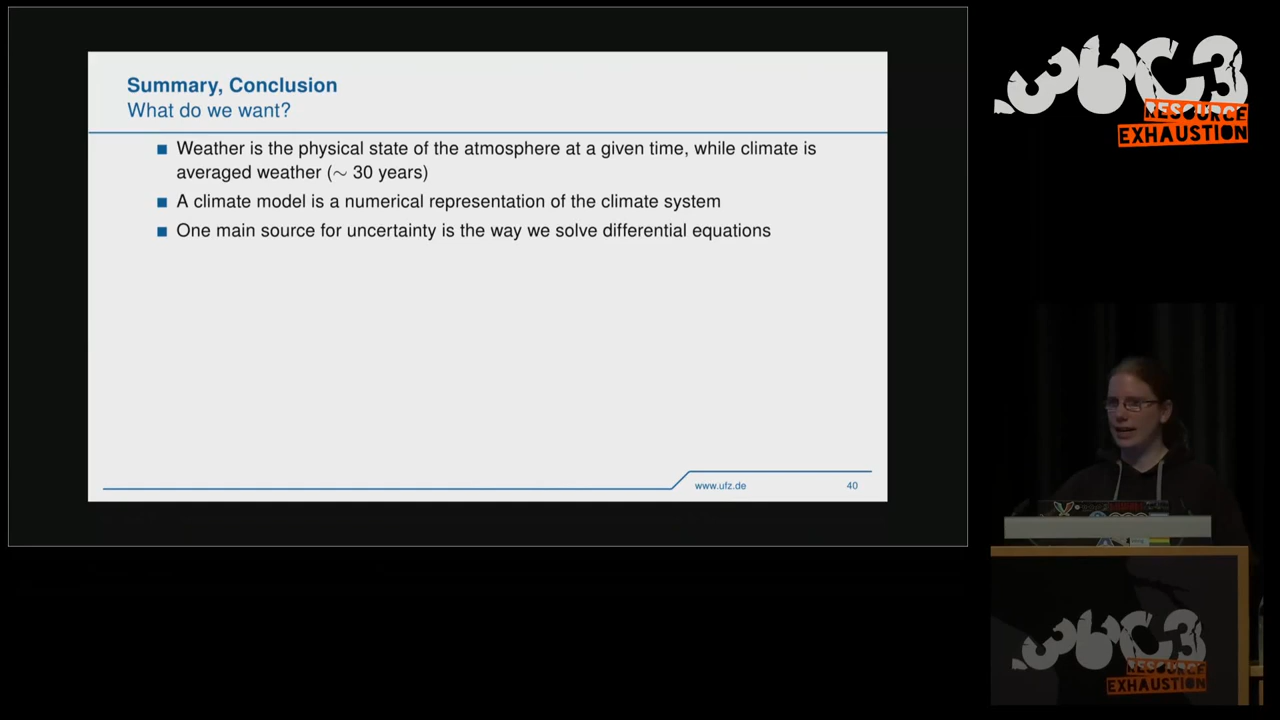 Summary, Conclusion
What do we want?
Weather is the physical state of the atmosphere at a given time, while climate is
averaged weather (∼ 30 years)
A climate model is a numerical representation of the climate system
One main source for uncertainty is the way we solve differential equations
www.ufz.de
40
36C3
RESOURCE
EXHAUSTION
36C3
RESOURCE
EXHAUSTION